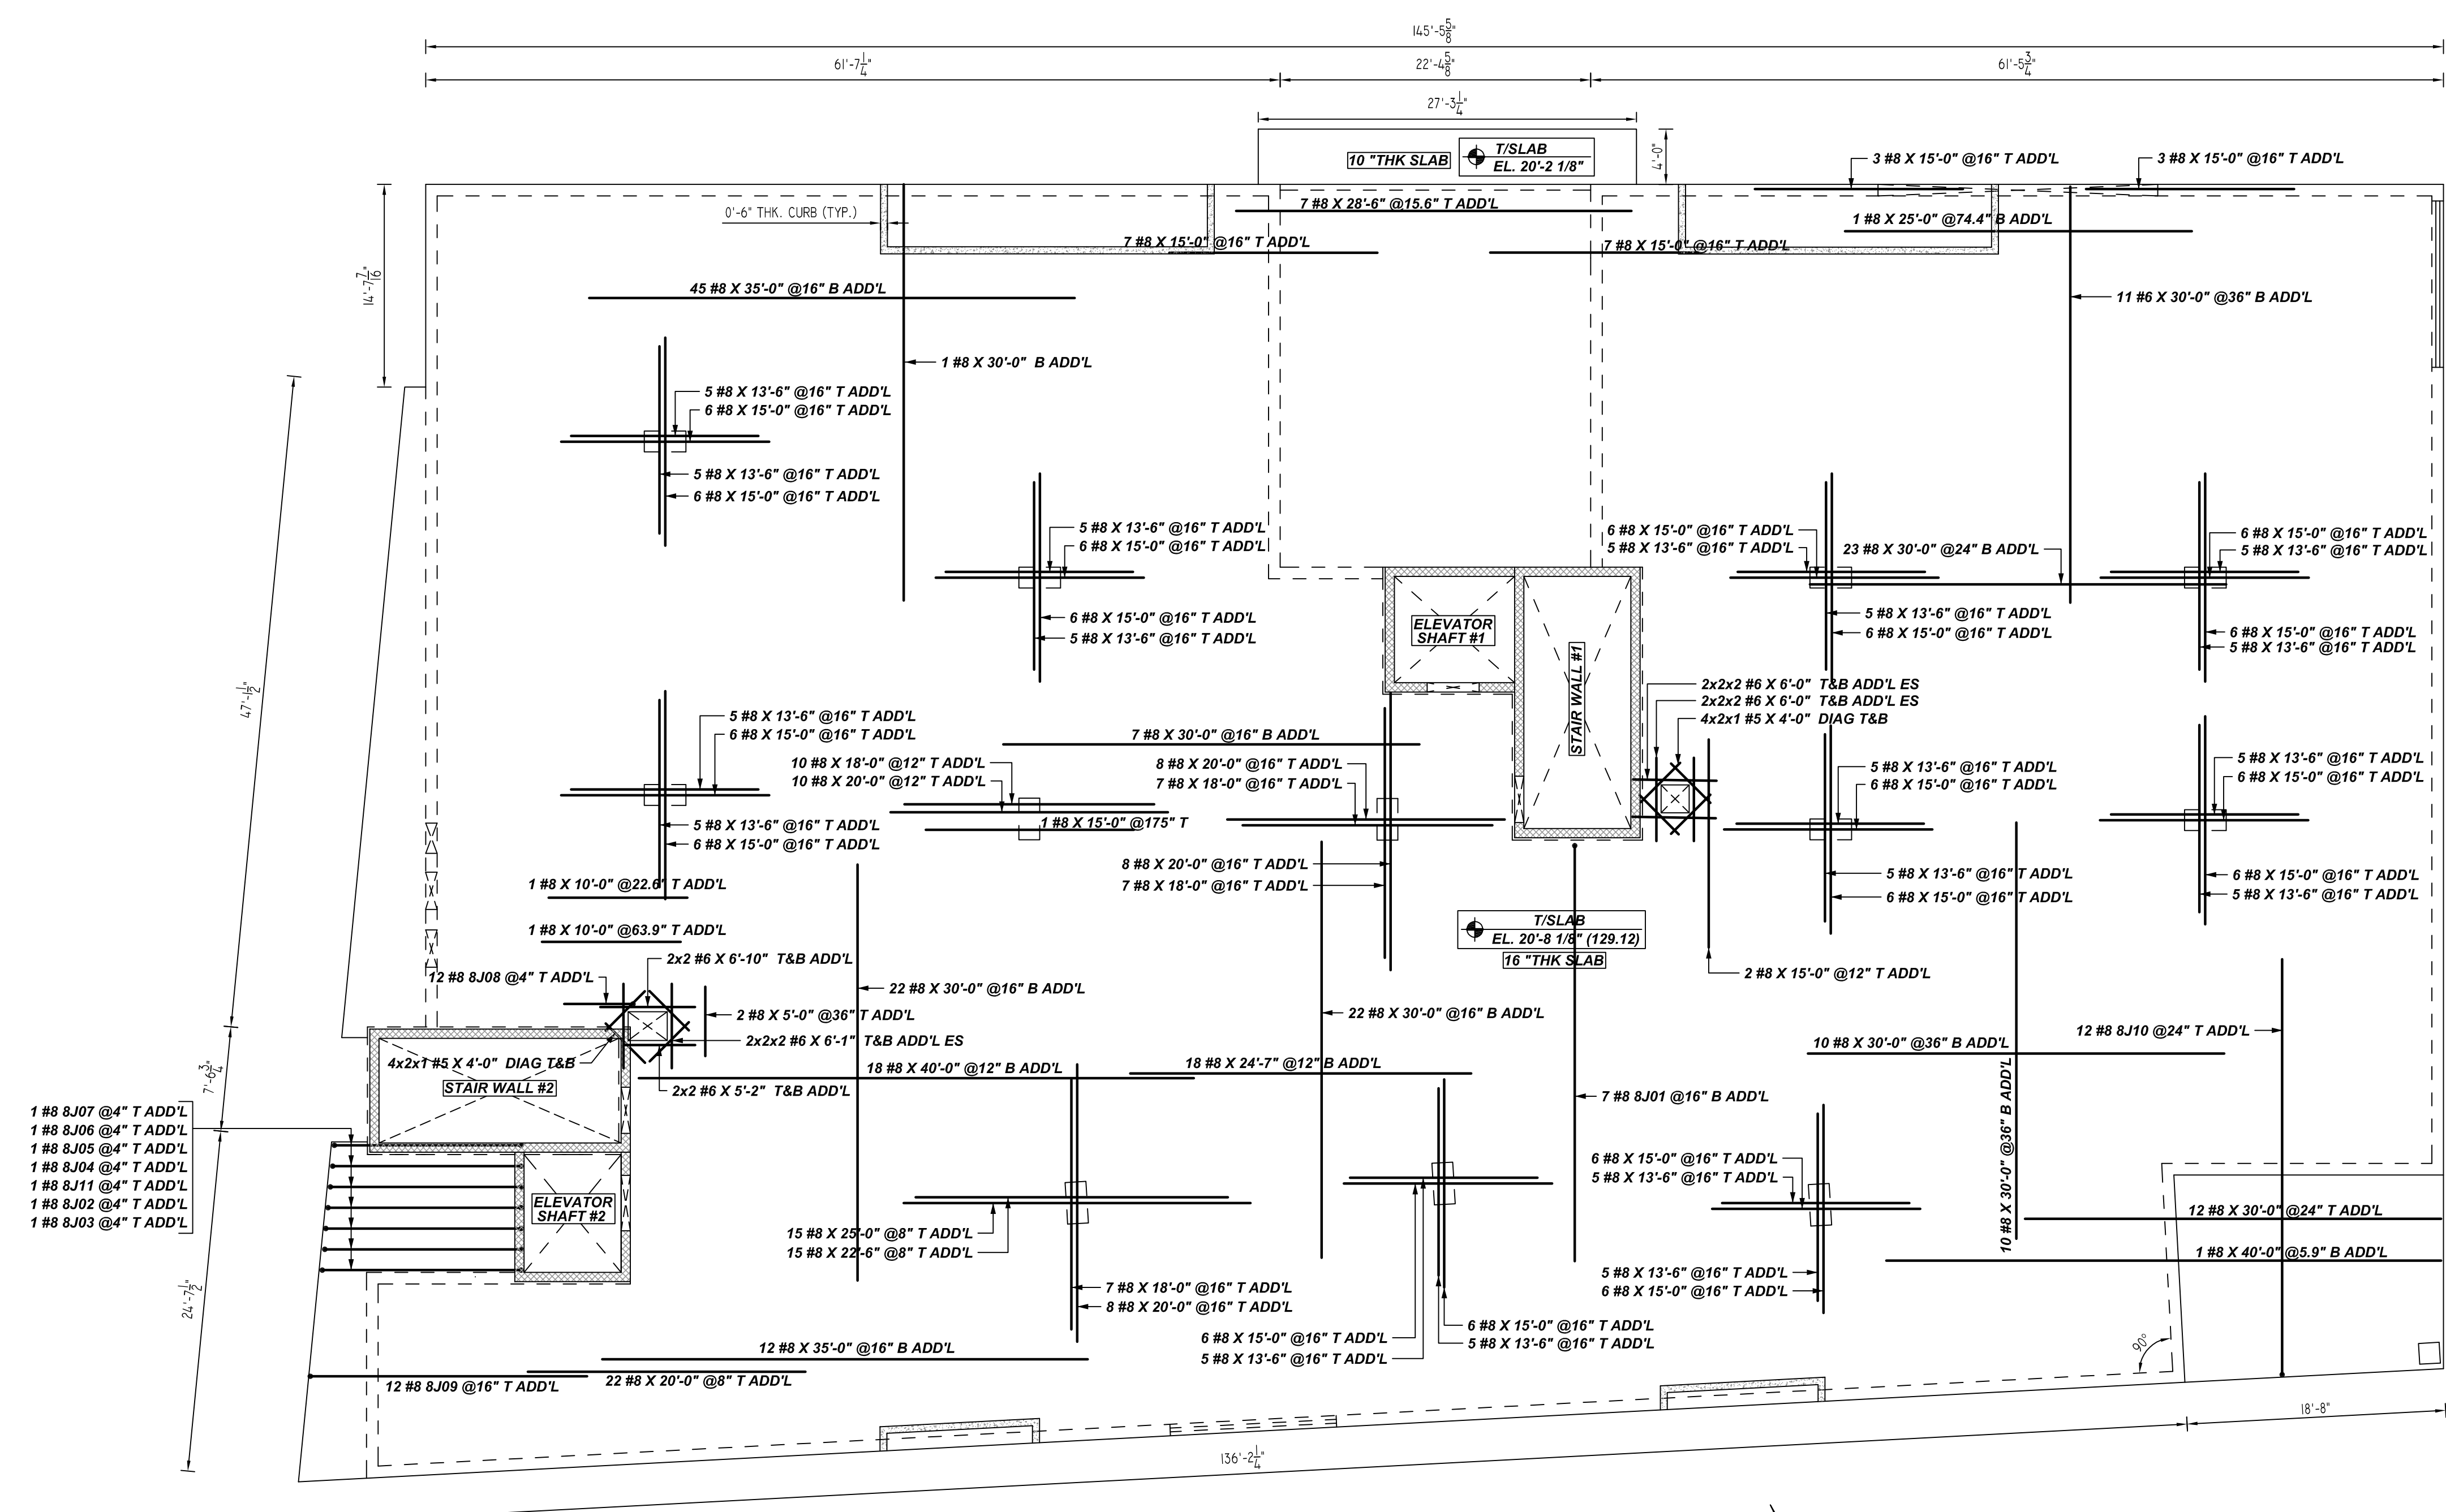 145'-5 5/8"
61'-7 1/4"
22'-4 5/8"
61'-5 3/4"
27'-3 1/4"
10 "THK SLAB
T/SLAB
EL. 20'-2 1/8"
4'-0"
3 #8 X 15'-0" @16" T ADD'L
3 #8 X 15'-0" @16" T ADD'L
0'-6" THK. CURB (TYP.)
7 #8 X 28'-6" @15.6" T ADD'L
1 #8 X 25'-0" @74.4" B ADD'L
7 #8 X 15'-0" @16" T ADD'L
7 #8 X 15'-0" @16" T ADD'L
14'-7 7/16"
45 #8 X 35'-0" @16" B ADD'L
11 #6 X 30'-0" @36" B ADD'L
1 #8 X 30'-0" B ADD'L
5 #8 X 13'-6" @16" T ADD'L
6 #8 X 15'-0" @16" T ADD'L
5 #8 X 13'-6" @16" T ADD'L
6 #8 X 15'-0" @16" T ADD'L
5 #8 X 13'-6" @16" T ADD'L
6 #8 X 15'-0" @16" T ADD'L
6 #8 X 15'-0" @16" T ADD'L
5 #8 X 13'-6" @16" T ADD'L
23 #8 X 30'-0" @24" B ADD'L
6 #8 X 15'-0" @16" T ADD'L
5 #8 X 13'-6" @16" T ADD'L
6 #8 X 15'-0" @16" T ADD'L
5 #8 X 13'-6" @16" T ADD'L
ELEVATOR
SHAFT #1
STAIR WALL #1
5 #8 X 13'-6" @16" T ADD'L
6 #8 X 15'-0" @16" T ADD'L
6 #8 X 15'-0" @16" T ADD'L
5 #8 X 13'-6" @16" T ADD'L
47'-1 1/2"
2x2x2 #6 X 6'-0" T&B ADD'L ES
2x2x2 #6 X 6'-0" T&B ADD'L ES
4x2x1 #5 X 4'-0" DIAG T&B
5 #8 X 13'-6" @16" T ADD'L
6 #8 X 15'-0" @16" T ADD'L
7 #8 X 30'-0" @16" B ADD'L
10 #8 X 18'-0" @12" T ADD'L
10 #8 X 20'-0" @12" T ADD'L
8 #8 X 20'-0" @16" T ADD'L
7 #8 X 18'-0" @16" T ADD'L
5 #8 X 13'-6" @16" T ADD'L
6 #8 X 15'-0" @16" T ADD'L
5 #8 X 13'-6" @16" T ADD'L
6 #8 X 15'-0" @16" T ADD'L
5 #8 X 13'-6" @16" T ADD'L
6 #8 X 15'-0" @16" T ADD'L
1 #8 X 15'-0" @175" T
8 #8 X 20'-0" @16" T ADD'L
7 #8 X 18'-0" @16" T ADD'L
5 #8 X 13'-6" @16" T ADD'L
6 #8 X 15'-0" @16" T ADD'L
6 #8 X 15'-0" @16" T ADD'L
5 #8 X 13'-6" @16" T ADD'L
1 #8 X 10'-0" @22.6" T ADD'L
1 #8 X 10'-0" @63.9" T ADD'L
T/SLAB
EL. 20'-8 1/8" (129.12)
16 "THK SLAB
2x2 #6 X 6'-10" T&B ADD'L
12 #8 8J08 @4" T ADD'L
22 #8 X 30'-0" @16" B ADD'L
2 #8 X 15'-0" @12" T ADD'L
2 #8 X 5'-0" @36" T ADD'L
22 #8 X 30'-0" @16" B ADD'L
2x2x2 #6 X 6'-1" T&B ADD'L ES
12 #8 8J10 @24" T ADD'L
10 #8 X 30'-0" @36" B ADD'L
4x2x1 #5 X 4'-0" DIAG T&B
18 #8 X 40'-0" @12" B ADD'L
18 #8 X 24'-7" @12" B ADD'L
STAIR WALL #2
2x2 #6 X 5'-2" T&B ADD'L
7 #8 8J01 @16" B ADD'L
7'-6 3/4"
1 #8 8J07 @4" T ADD'L
1 #8 8J06 @4" T ADD'L
1 #8 8J05 @4" T ADD'L
1 #8 8J04 @4" T ADD'L
1 #8 8J11 @4" T ADD'L
1 #8 8J02 @4" T ADD'L
1 #8 8J03 @4" T ADD'L
10 #8 X 30'-0" @36" B ADD'L
6 #8 X 15'-0" @16" T ADD'L
5 #8 X 13'-6" @16" T ADD'L
ELEVATOR
SHAFT #2
12 #8 X 30'-0" @24" T ADD'L
15 #8 X 25'-0" @8" T ADD'L
15 #8 X 22'-6" @8" T ADD'L
1 #8 X 40'-0" @5.9" B ADD'L
5 #8 X 13'-6" @16" T ADD'L
6 #8 X 15'-0" @16" T ADD'L
7 #8 X 18'-0" @16" T ADD'L
8 #8 X 20'-0" @16" T ADD'L
24'-7 1/2"
6 #8 X 15'-0" @16" T ADD'L
5 #8 X 13'-6" @16" T ADD'L
6 #8 X 15'-0" @16" T ADD'L
5 #8 X 13'-6" @16" T ADD'L
90°
12 #8 X 35'-0" @16" B ADD'L
12 #8 8J09 @16" T ADD'L
22 #8 X 20'-0" @8" T ADD'L
18'-8"
136'-2 1/4"